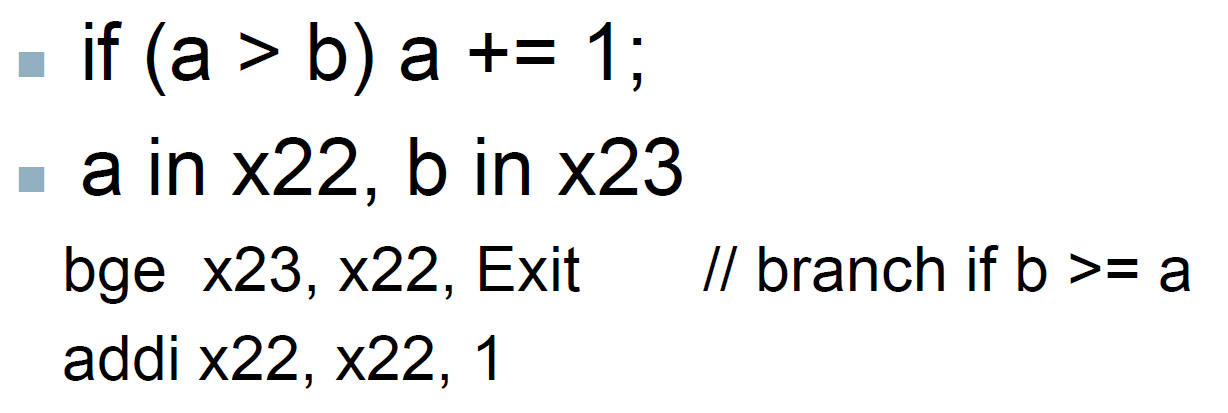 if (a > b) a += 1;
a in x22, b in x23
bge x23, x22, Exit // branch if b >= a
addi x22, x22, 1